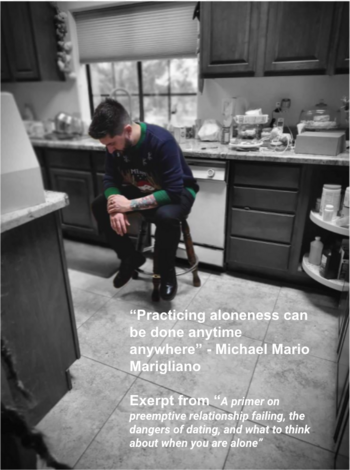 “Practicing aloneness can
be done anytime
anywhere” - Michael Mario
Marigliano
Exerpt from “A primer on
preemptive relationship failing, the
dangers of dating, and what to think
about when you are alone”